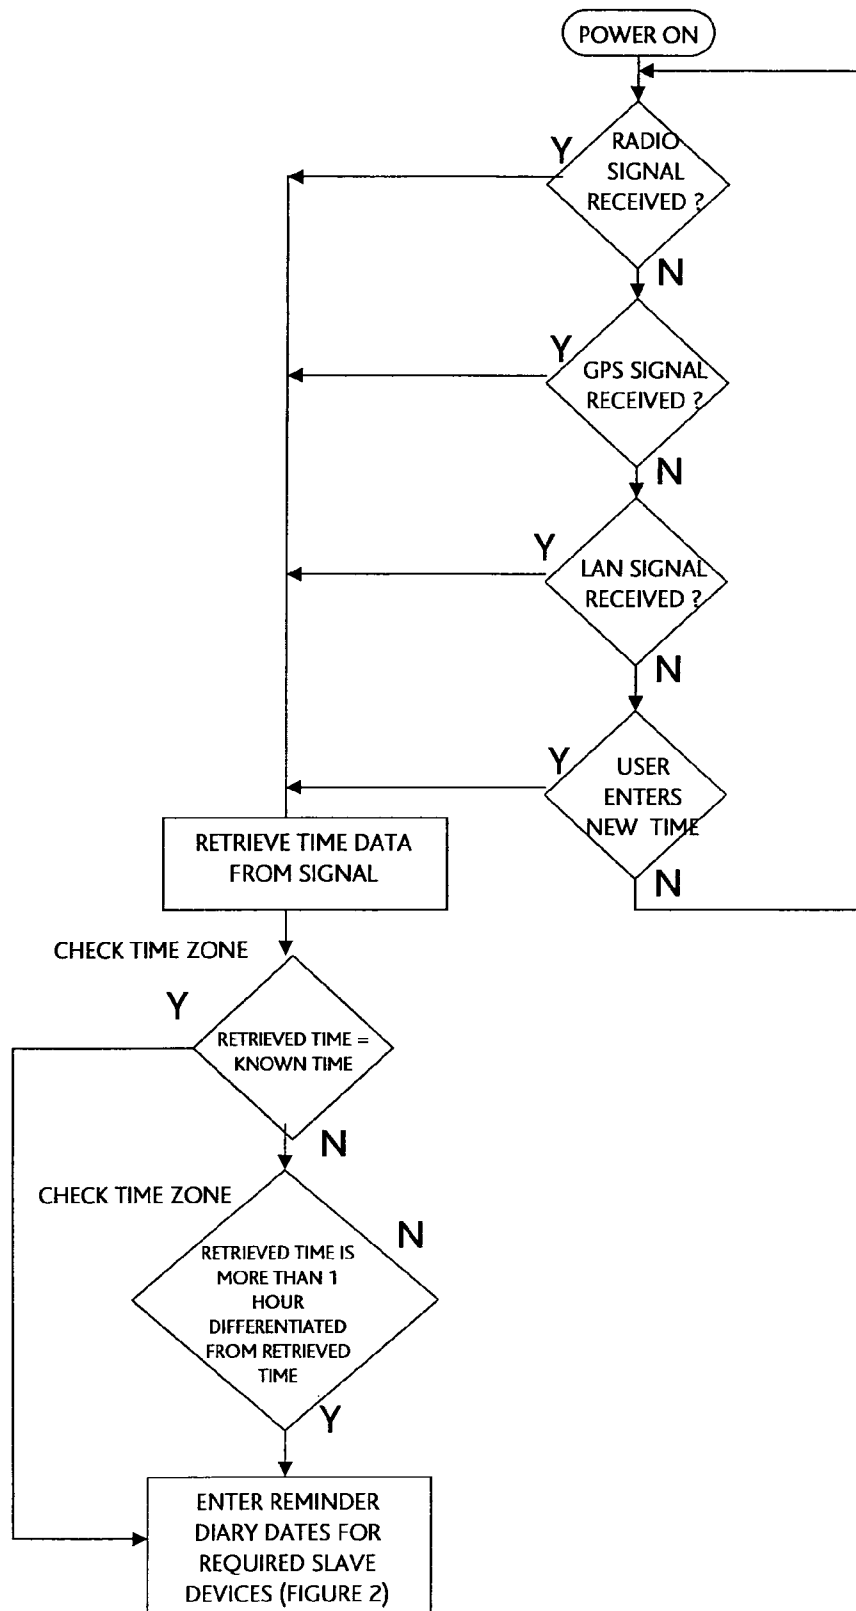 POWER ON
Y
RADIO
SIGNAL
RECEIVED ?
N
Y
GPS SIGNAL
RECEIVED ?
N
Y
LAN SIGNAL
RECEIVED ?
N
Y
USER
ENTERS
NEW TIME
N
RETRIEVE TIME DATA
FROM SIGNAL
CHECK TIME ZONE
Y
RETRIEVED TIME =
KNOWN TIME
N
CHECK TIME ZONE
N
RETRIEVED TIME IS
MORE THAN 1
HOUR
DIFFERENTIATED
FROM RETRIEVED
TIME
Y
ENTER REMINDER
DIARY DATES FOR
REQUIRED SLAVE
DEVICES (FIGURE 2)